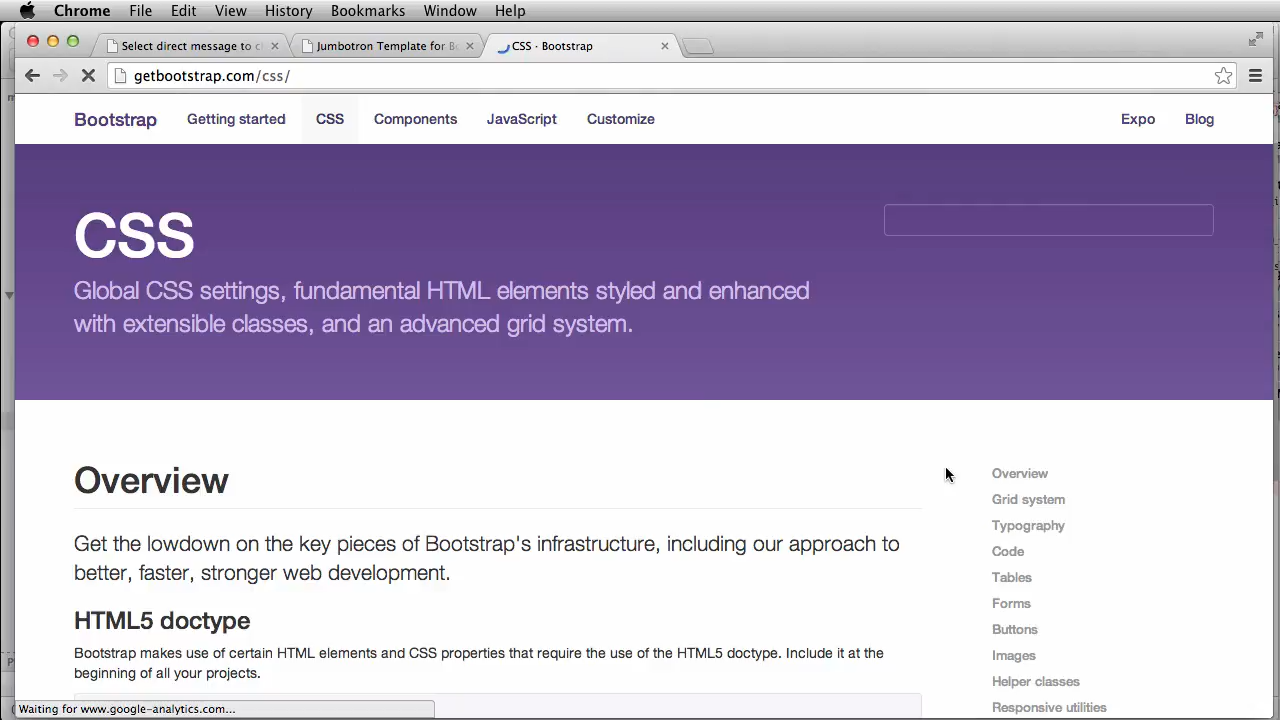 Chrome File Edit View History Bookmarks Window Help
Select direct message to c
Jumbotron Template for B
CSS · Bootstrap
getbootstrap.com/css/
Bootstrap Getting started CSS Components JavaScript Customize Expo Blog
CSS
Global CSS settings, fundamental HTML elements styled and enhanced
with extensible classes, and an advanced grid system.
Overview
Get the lowdown on the key pieces of Bootstrap's infrastructure, including our approach to
better, faster, stronger web development.
HTML5 doctype
Bootstrap makes use of certain HTML elements and CSS properties that require the use of the HTML5 doctype. Include it at the
beginning of all your projects.
Overview
Grid system
Typography
Code
Tables
Forms
Buttons
Images
Helper classes
Responsive utilities
Waiting for www.google-analytics.com...